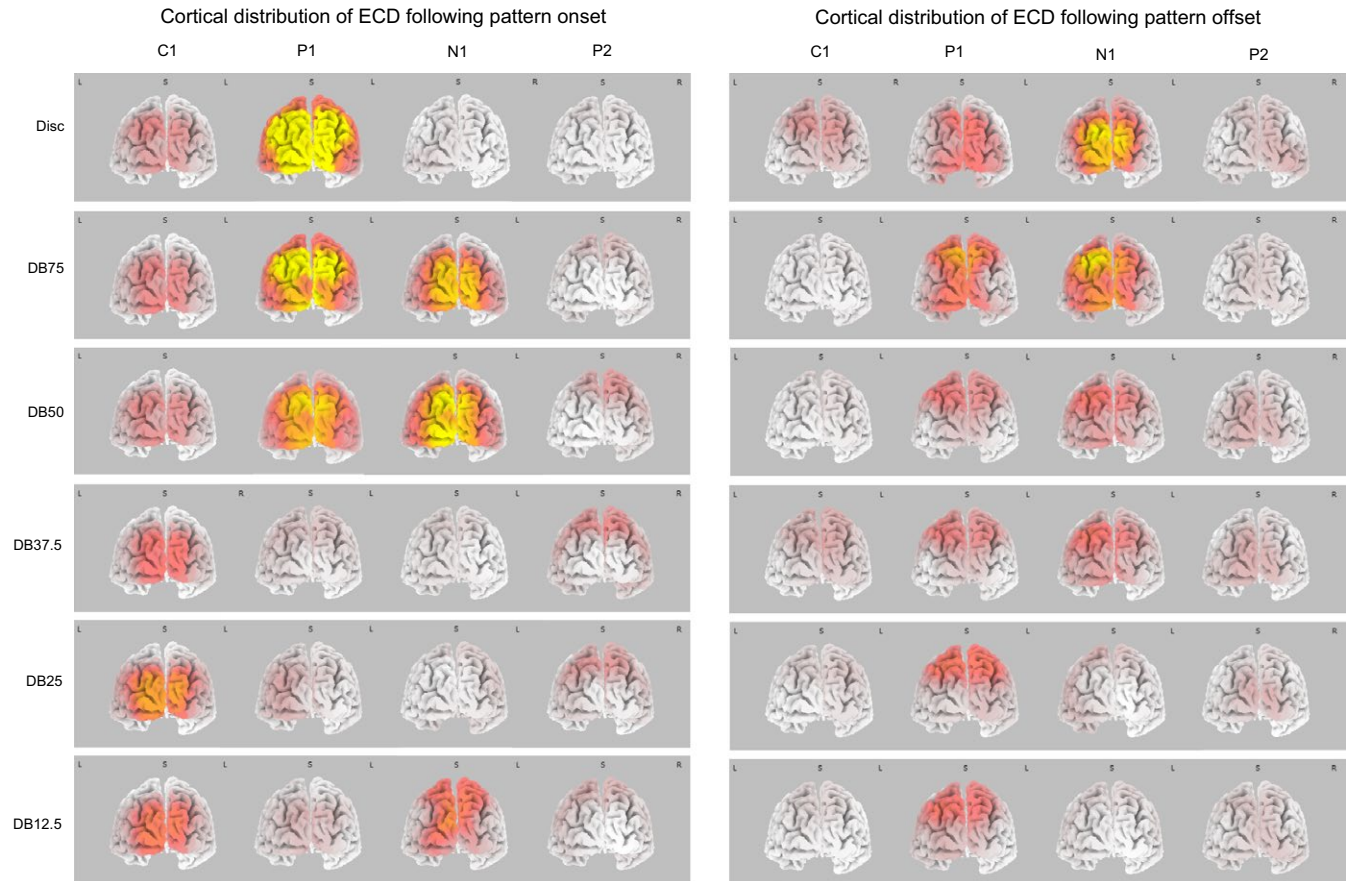 Cortical distribution of ECD following pattern onset
Cortical distribution of ECD following pattern offset
C1 P1 N1 P2
C1 P1 N1 P2
L S L S L S R S R
L S R S L S L S R
Disc
L S L S L S L S R
L S L S L S L S R
DB75
L S S L S R
L S L S L S L S R
DB50
L S R S L S L S R
L S L S L S L S R
DB37.5
L S L S L S L S R
L S L S L S L S R
DB25
L S L S L S L S R
L S L S L S L S R
DB12.5